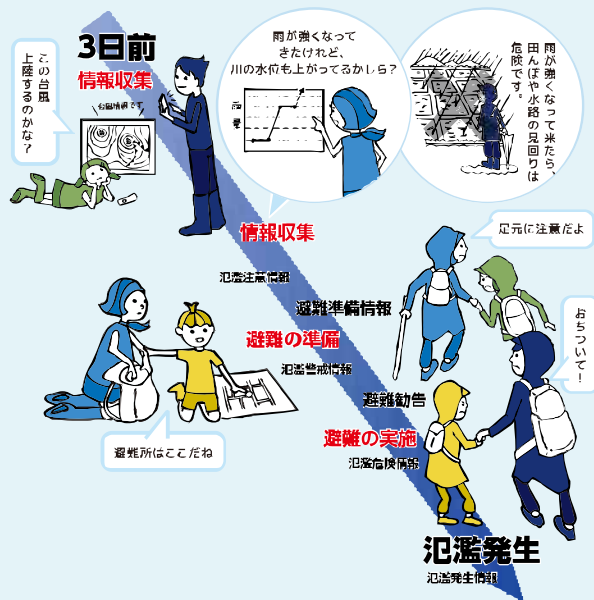 3日前
情報収集
この台風
上陸するのかな?
台風情報です
雨が強くなって
きたけれど、
川の水位も上がってるかしら?
雨量
雨が強くなって来たら、
田んぼや水路の見回りは
危険です。
情報収集
氾濫注意情報
足元に注意だよ
避難準備情報
避難の準備
氾濫警戒情報
おちついて!
避難勧告
避難の実施
氾濫危険情報
避難所はここだね
氾濫発生
氾濫発生情報